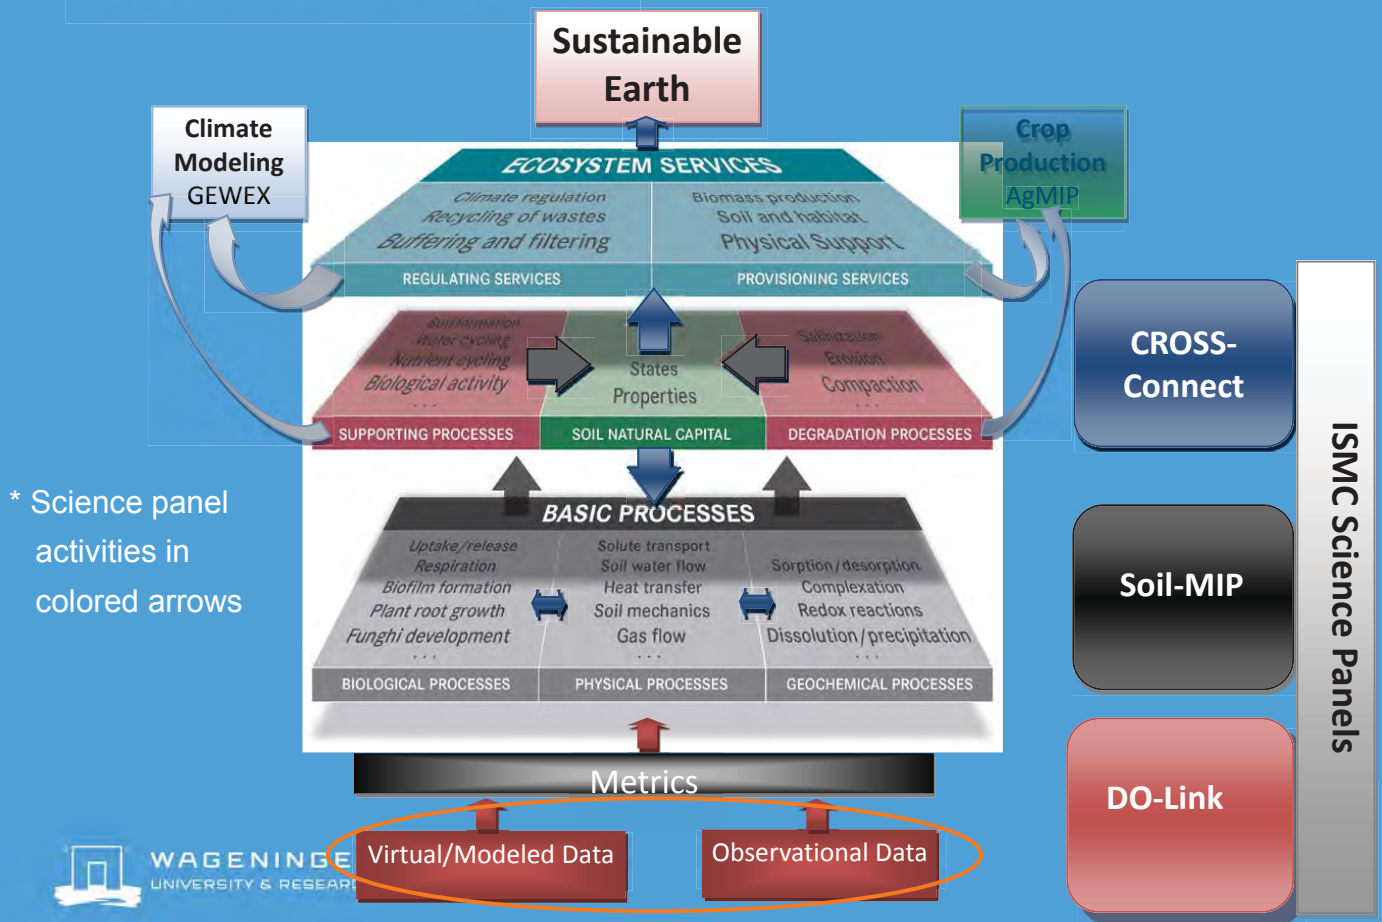 Sustainable
Earth
Climate
Modeling
GEWEX
Crop
Production
AgMIP
ECOSYSTEM SERVICES
Climate regulation
Recycling of wastes
Buffering and filtering
Biomass production
Soil and habitat
Physical Support
REGULATING SERVICES
PROVISIONING SERVICES
Soil formation
Water cycling
Nutrient cycling
Biological activity
. . .
States
Properties
Salinization
Erosion
Compaction
. . .
SUPPORTING PROCESSES
SOIL NATURAL CAPITAL
DEGRADATION PROCESSES
* Science panel
activities in
colored arrows
BASIC PROCESSES
Uptake/release
Respiration
Biofilm formation
Plant root growth
Funghi development
. . .
Solute transport
Soil water flow
Heat transfer
Soil mechanics
Gas flow
. . .
Sorption/desorption
Complexation
Redox reactions
Dissolution/precipitation
. . .
BIOLOGICAL PROCESSES
PHYSICAL PROCESSES
GEOCHEMICAL PROCESSES
Metrics
Virtual/Modeled Data
Observational Data
CROSS-
Connect
Soil-MIP
DO-Link
ISMC Science Panels
WAGENINGE
UNIVERSITY & RESEAR